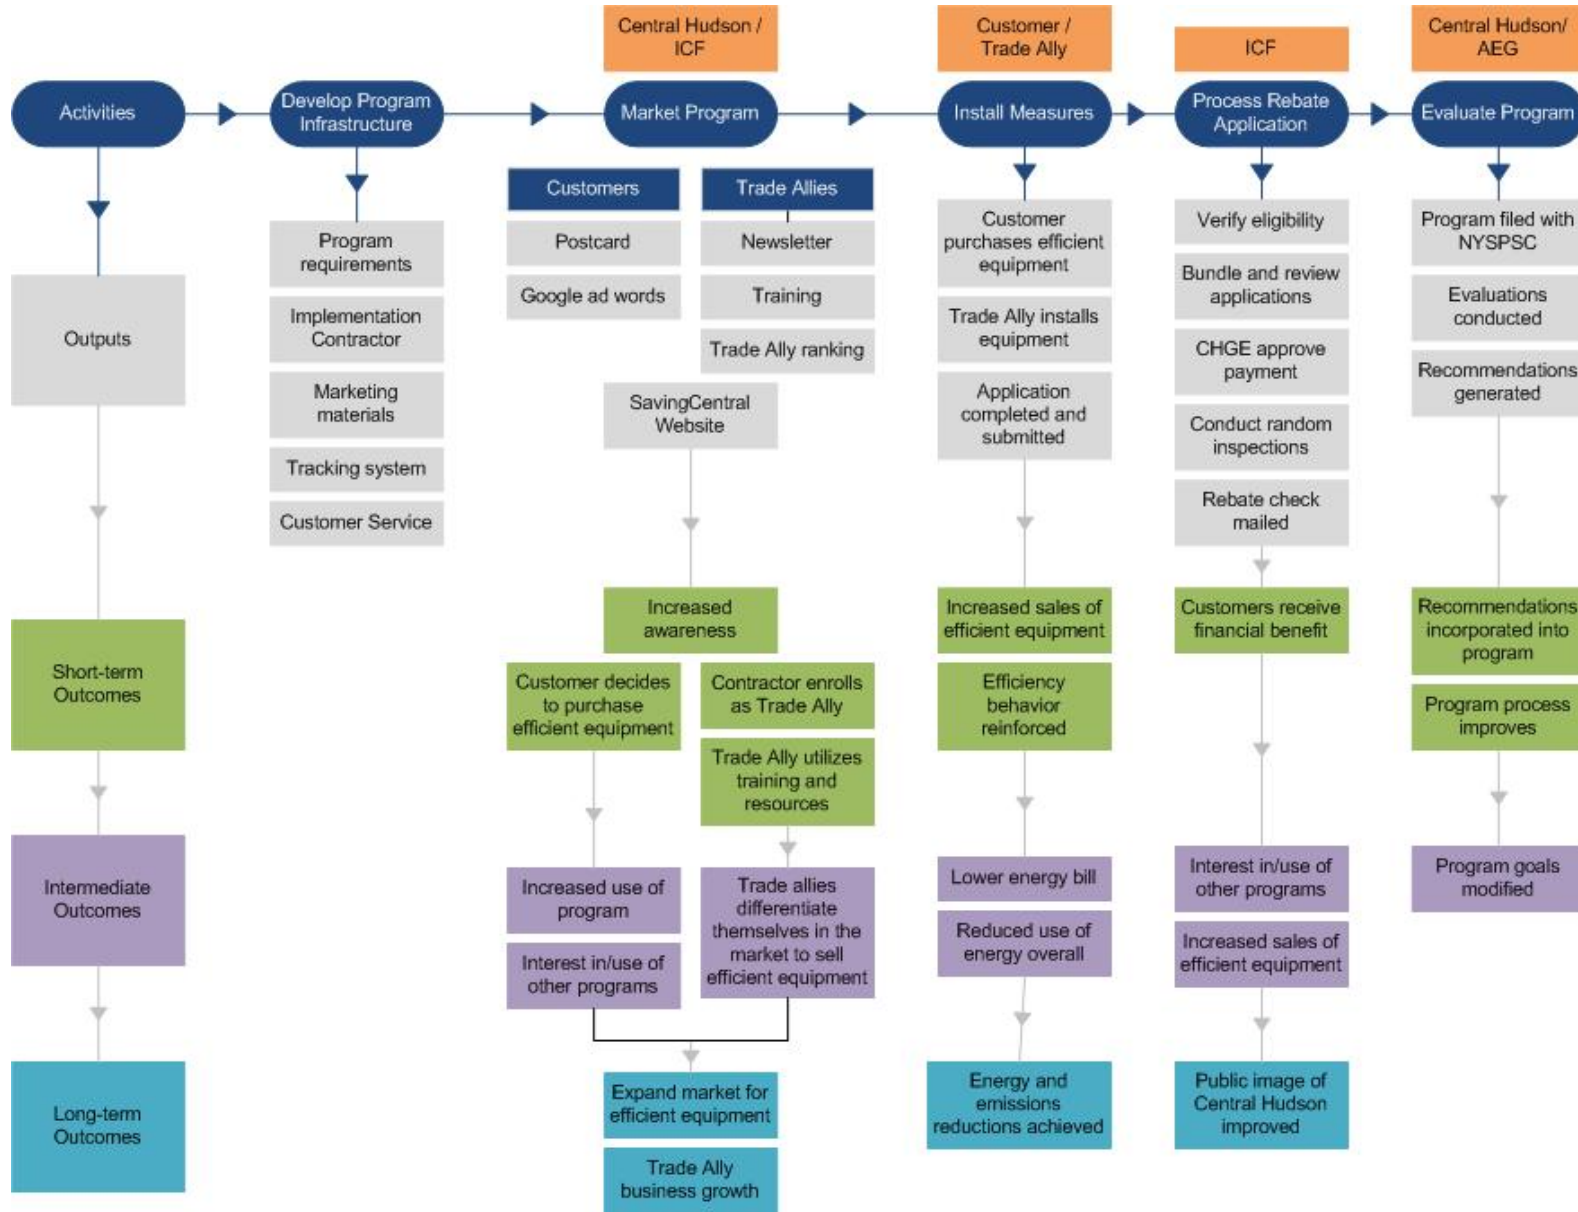 Central Hudson /
ICF
Customer /
Trade Ally
ICF
Central Hudson/
AEG
Activities
Develop Program
Infrastructure
Market Program
Install Measures
Process Rebate
Application
Evaluate Program
Outputs
Program
requirements
Implementation
Contractor
Marketing
materials
Tracking system
Customer Service
Customers
Postcard
Google ad words
Trade Allies
Newsletter
Training
Trade Ally ranking
SavingCentral
Website
Customer
purchases efficient
equipment
Trade Ally installs
equipment
Application
completed and
submitted
Verify eligibility
Bundle and review
applications
CHGE approve
payment
Conduct random
inspections
Rebate check
mailed
Program filed with
NYSPSC
Evaluations
conducted
Recommendations
generated
Short-term
Outcomes
Increased
awareness
Customer decides
to purchase
efficient equipment
Contractor enrolls
as Trade Ally
Trade Ally utilizes
training and
resources
Increased sales of
efficient equipment
Efficiency
behavior
reinforced
Customers receive
financial benefit
Recommendations
incorporated into
program
Program process
improves
Intermediate
Outcomes
Increased use of
program
Interest in/use of
other programs
Trade allies
differentiate
themselves in the
market to sell
efficient equipment
Lower energy bill
Reduced use of
energy overall
Interest in/use of
other programs
Increased sales of
efficient equipment
Program goals
modified
Long-term
Outcomes
Expand market for
efficient equipment
Trade Ally
business growth
Energy and
emissions
reductions achieved
Public image of
Central Hudson
improved